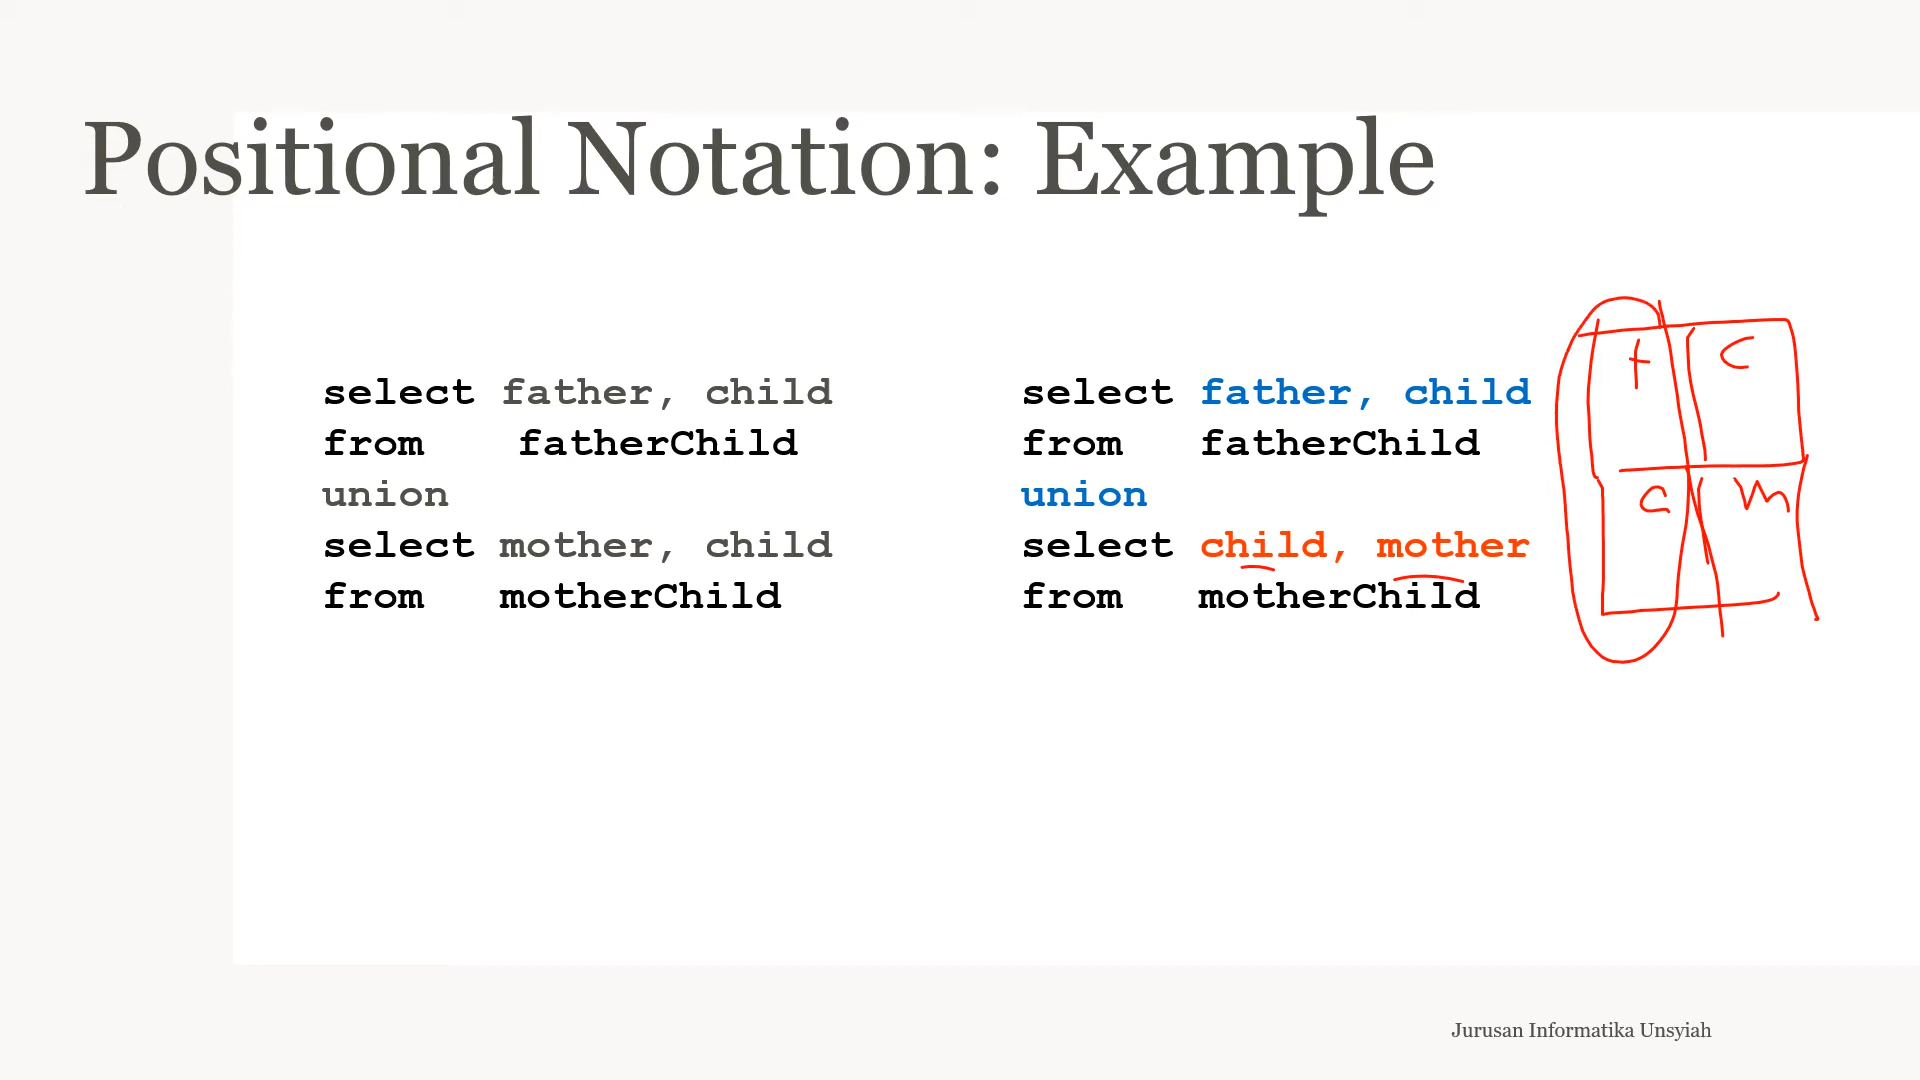 Positional Notation: Example
select father, child
from fatherChild
union
select mother, child
from motherChild
select father, child
from fatherChild
union
select child, mother
from motherChild
f c
c m
Jurusan Informatika Unsyiah